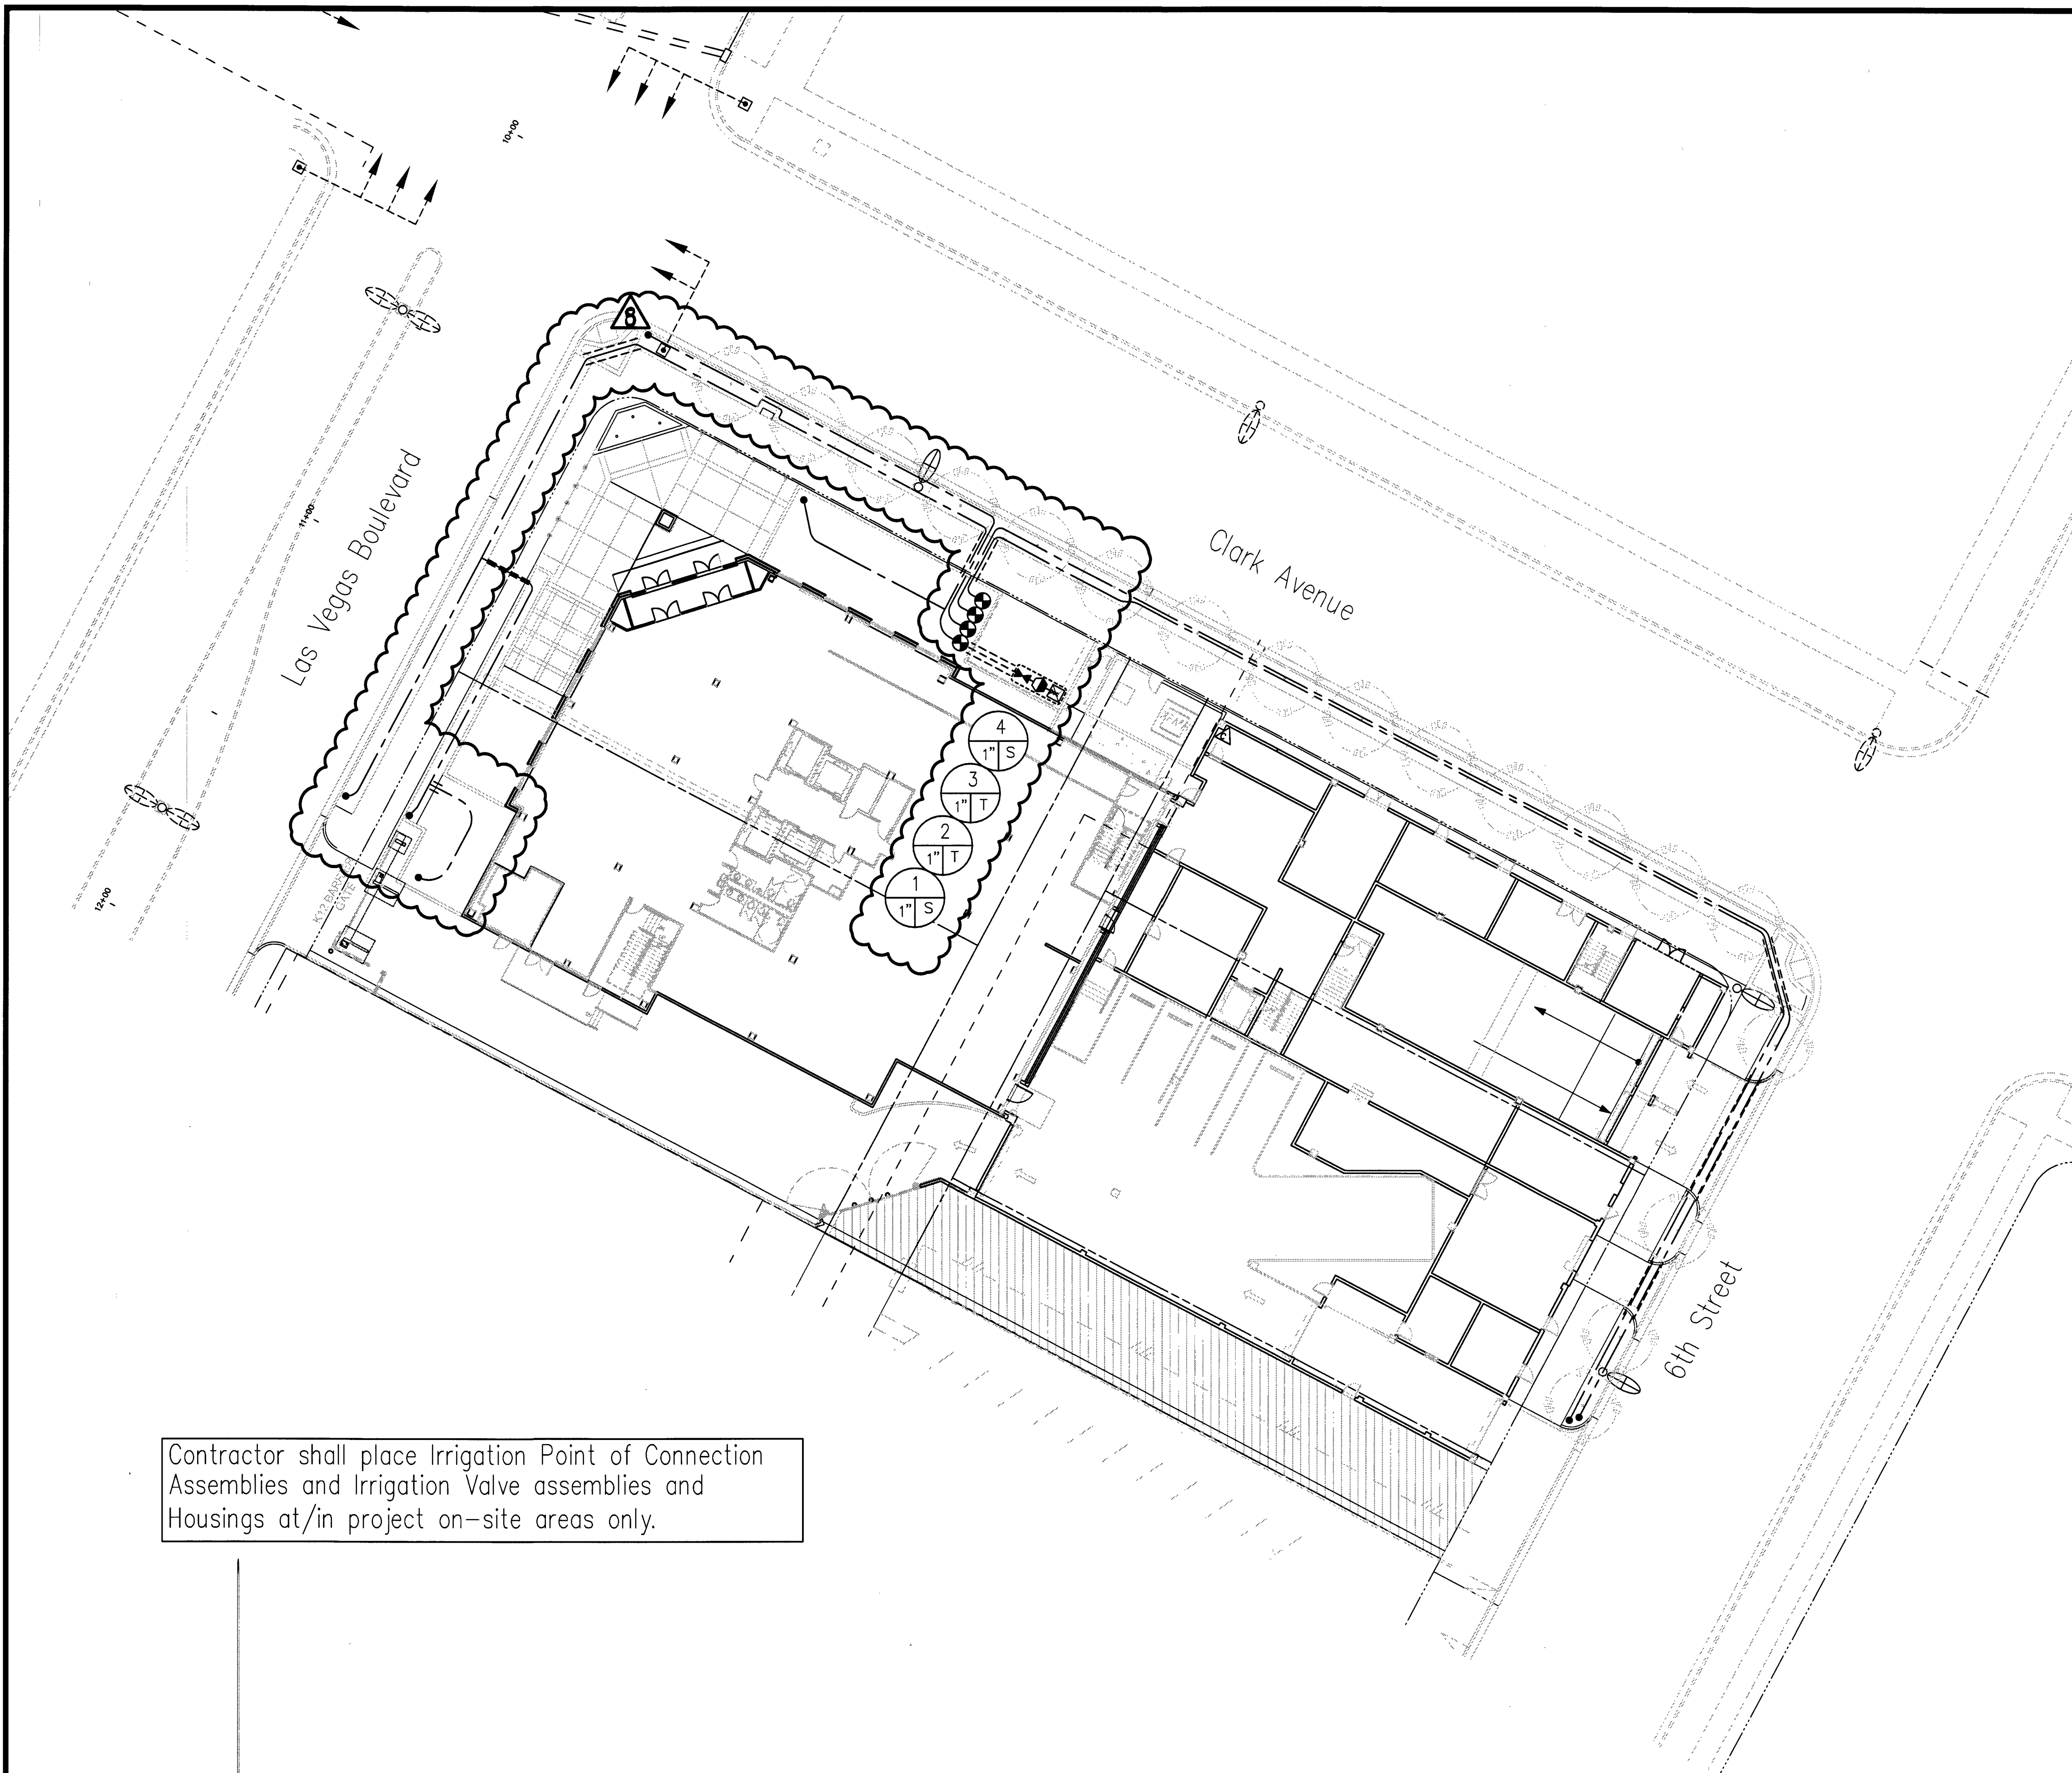 10+00
8
Las Vegas Boulevard
11+00
Clark Avenue
4
1" S
3
1" T
2
1" T
1
1" S
12+00
GATE
6th Street
Contractor shall place Irrigation Point of Connection
Assemblies and Irrigation Valve assemblies and
Housings at/in project on-site areas only.